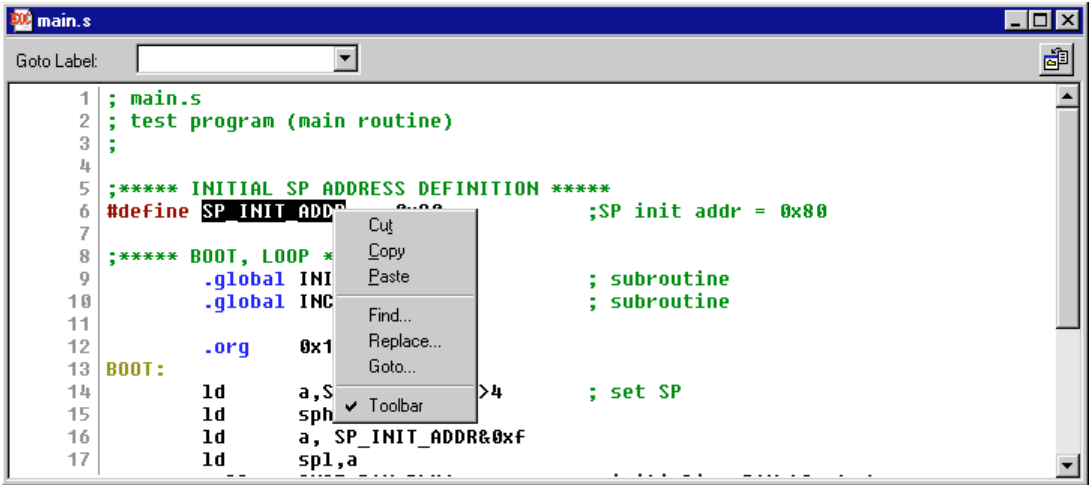 main.s
Goto Label:
1 ; main.s
2 ; test program (main routine)
3 ;
4
5 ;***** INITIAL SP ADDRESS DEFINITION *****
6 #define SP_INIT_ADDR ;SP init addr = 0x80
7
8 ;***** BOOT, LOOP *
9 .global INI ; subroutine
10 .global INC ; subroutine
11
12 .org 0x1
13 BOOT:
14 ld a,S >4 ; set SP
15 ld sph
16 ld a, SP_INIT_ADDR&0xf
17 ld spl,a
Cut
Copy
Paste
Find...
Replace...
Goto...
Toolbar